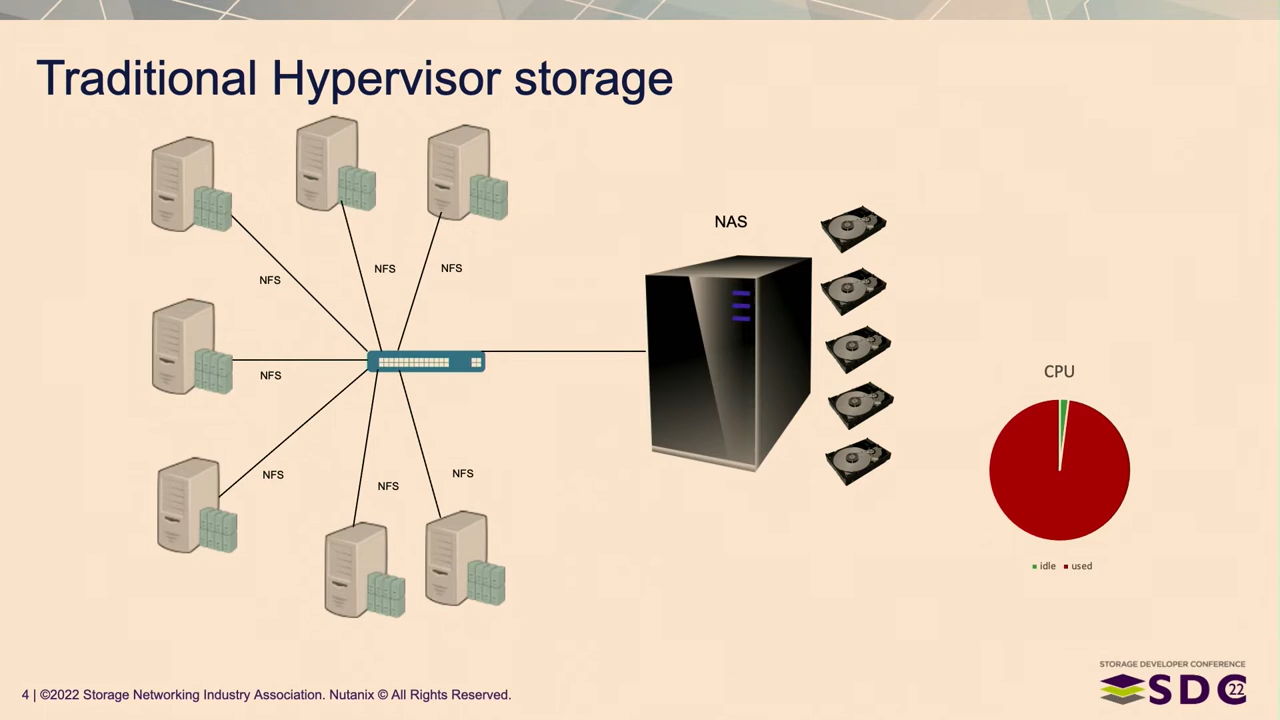 Traditional Hypervisor storage
NFS
NFS
NFS
NAS
NFS
CPU
NFS
NFS
NFS
idle used
4 | ©2022 Storage Networking Industry Association. Nutanix © All Rights Reserved.
STORAGE DEVELOPER CONFERENCE
SDC 22